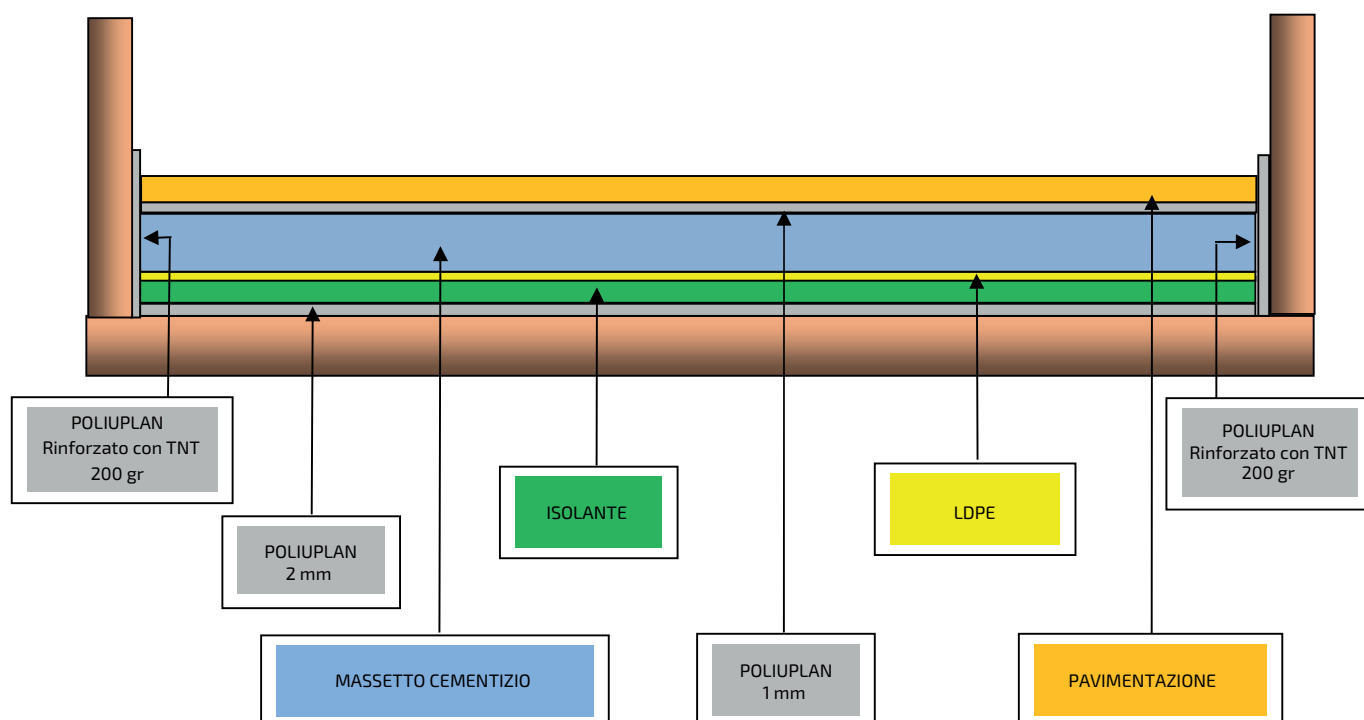 POLIUPLAN
Rinforzato con TNT
200 gr
POLIUPLAN
Rinforzato con TNT
200 gr
ISOLANTE
LDPE
POLIUPLAN
2 mm
MASSETTO CEMENTIZIO
POLIUPLAN
1 mm
PAVIMENTAZIONE